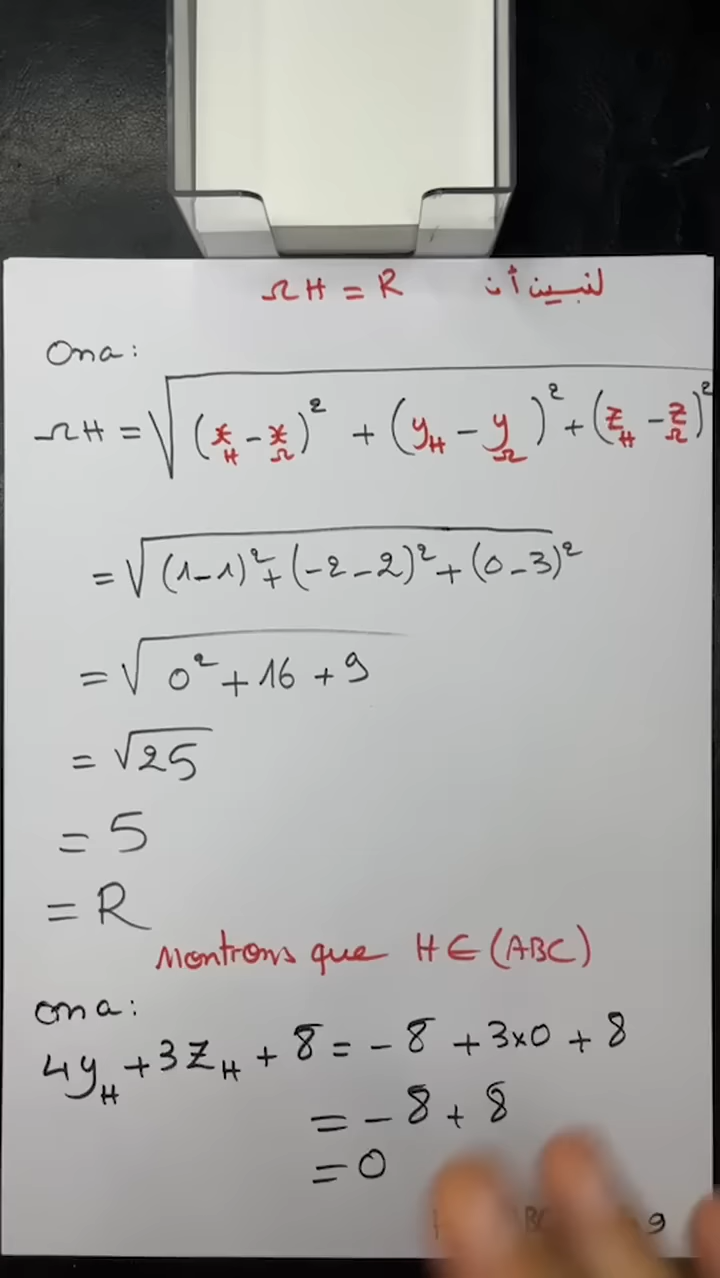 ΩH = R لنبين أن
On a :
ΩH = √((x_H - x_Ω)² + (y_H - y_Ω)² + (z_H - z_Ω)²)
= √((1-1)² + (-2-2)² + (0-3)²)
= √(0² + 16 + 9)
= √25
= 5
= R
Montrons que H ∈ (ABC)
on a :
4y_H + 3z_H + 8 = -8 + 3×0 + 8
= -8 + 8
= 0
9